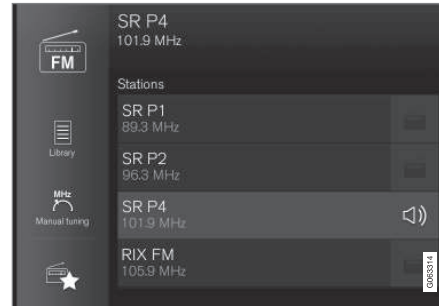 SR P4
101.9 MHz
FM
Stations
SR P1
89.3 MHz
Library
SR P2
96.3 MHz
MHz
Manual tuning
SR P4
101.9 MHz
RIX FM
105.9 MHz
G063314